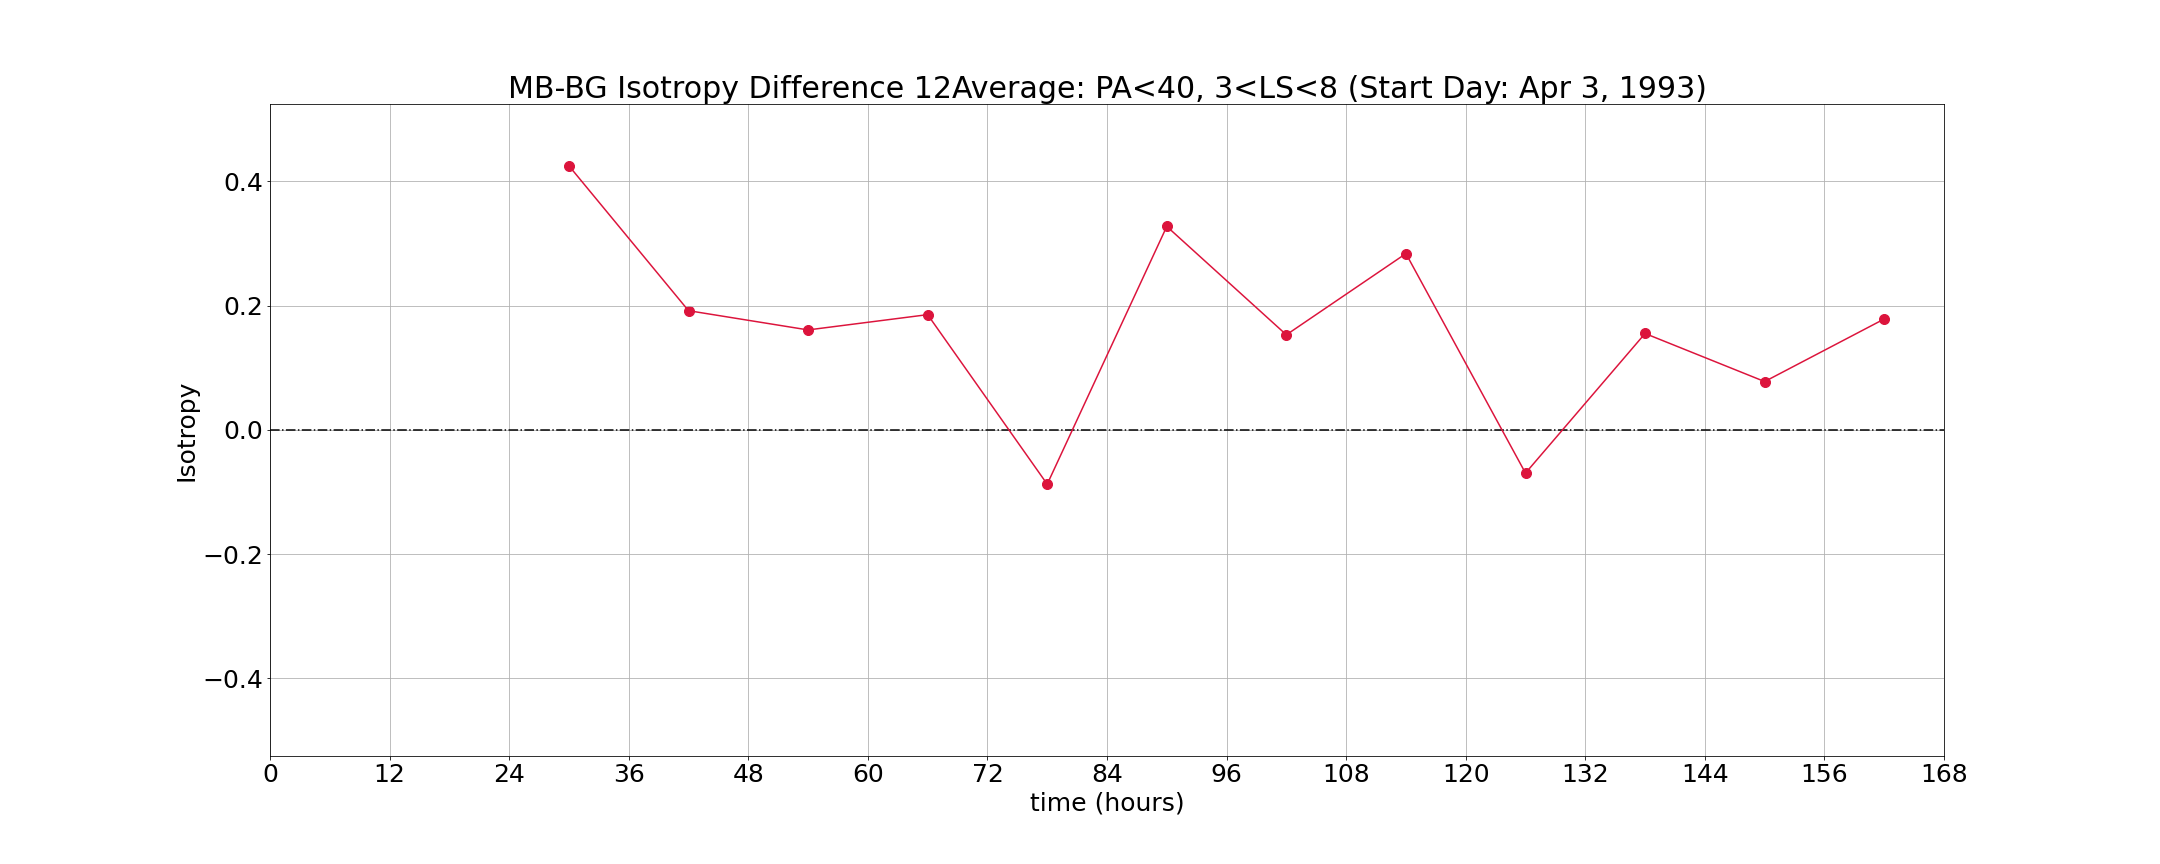 MB-BG Isotropy Difference 12Average: PA<40, 3<LS<8 (Start Day: Apr 3, 1993)
0.4
0.2
0.0
−0.2
−0.4
Isotropy
0 12 24 36 48 60 72 84 96 108 120 132 144 156 168
time (hours)